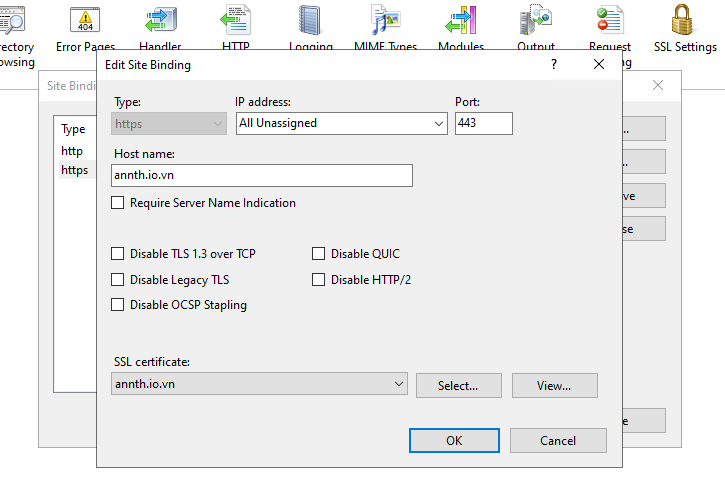 rectory Error Pages Handler HTTP Logging MIME Types Modules Output Request SSL Settings
owsing
404
Edit Site Binding ? 
Site Bindi
Type: IP address: Port:
https All Unassigned 443
Type
http
https
Host name:
annth.io.vn
Require Server Name Indication
Disable TLS 1.3 over TCP Disable QUIC
Disable Legacy TLS Disable HTTP/2
Disable OCSP Stapling
SSL certificate:
annth.io.vn Select... View...
OK Cancel